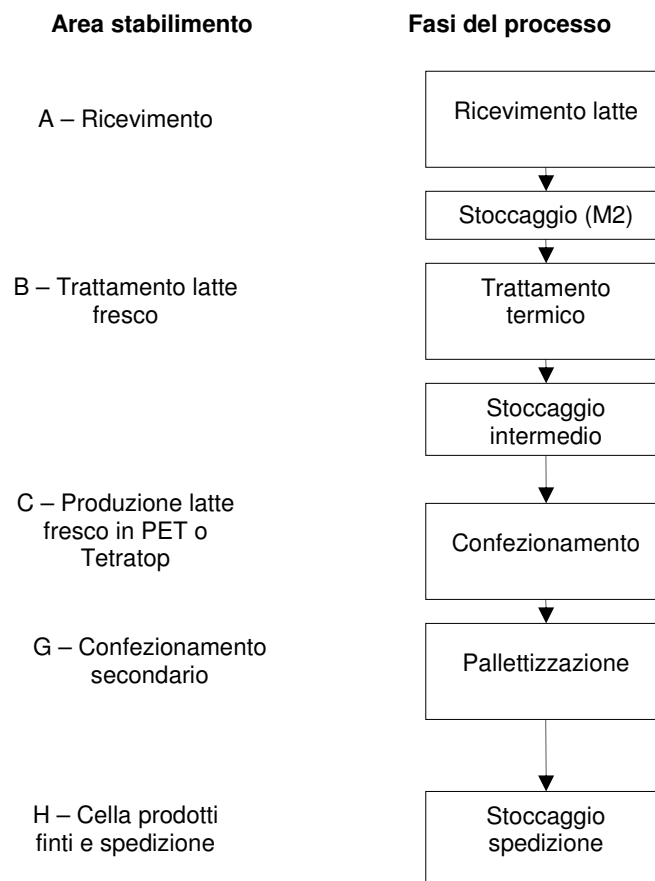 Area stabilimento
Fasi del processo
A – Ricevimento
Ricevimento latte
Stoccaggio (M2)
B – Trattamento latte
fresco
Trattamento
termico
Stoccaggio
intermedio
C – Produzione latte
fresco in PET o
Tetratop
Confezionamento
G – Confezionamento
secondario
Pallettizzazione
H – Cella prodotti
finti e spedizione
Stoccaggio
spedizione